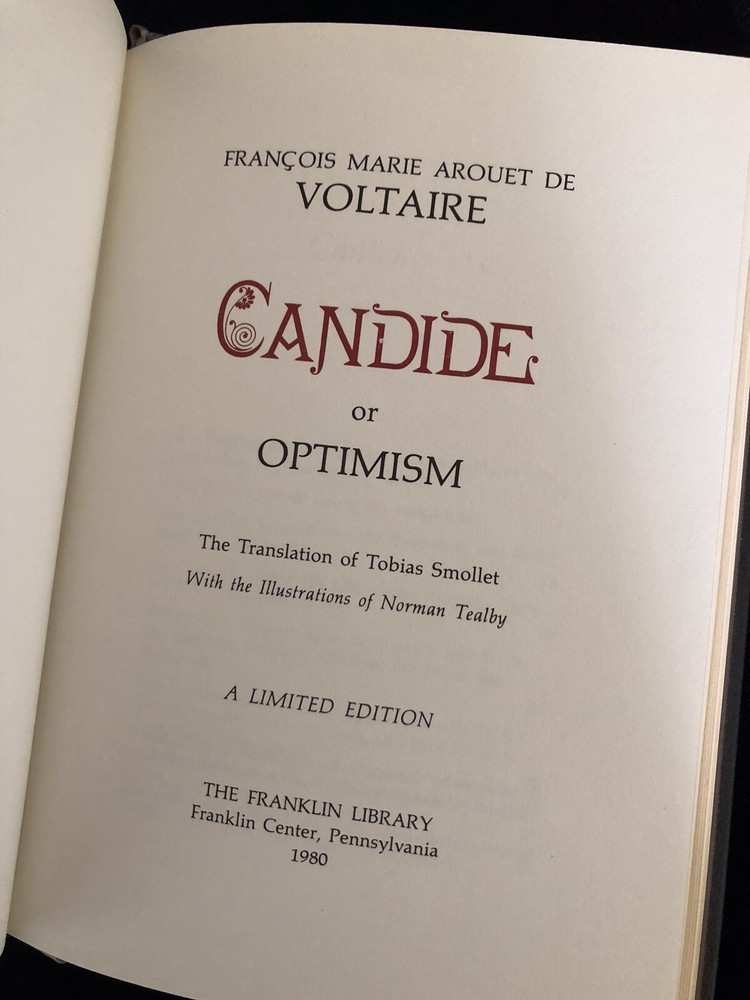 FRANÇOIS MARIE AROUET DE
VOLTAIRE
CANDIDE
or
OPTIMISM
The Translation of Tobias Smollet
With the Illustrations of Norman Tealby
A LIMITED EDITION
THE FRANKLIN LIBRARY
Franklin Center, Pennsylvania
1980